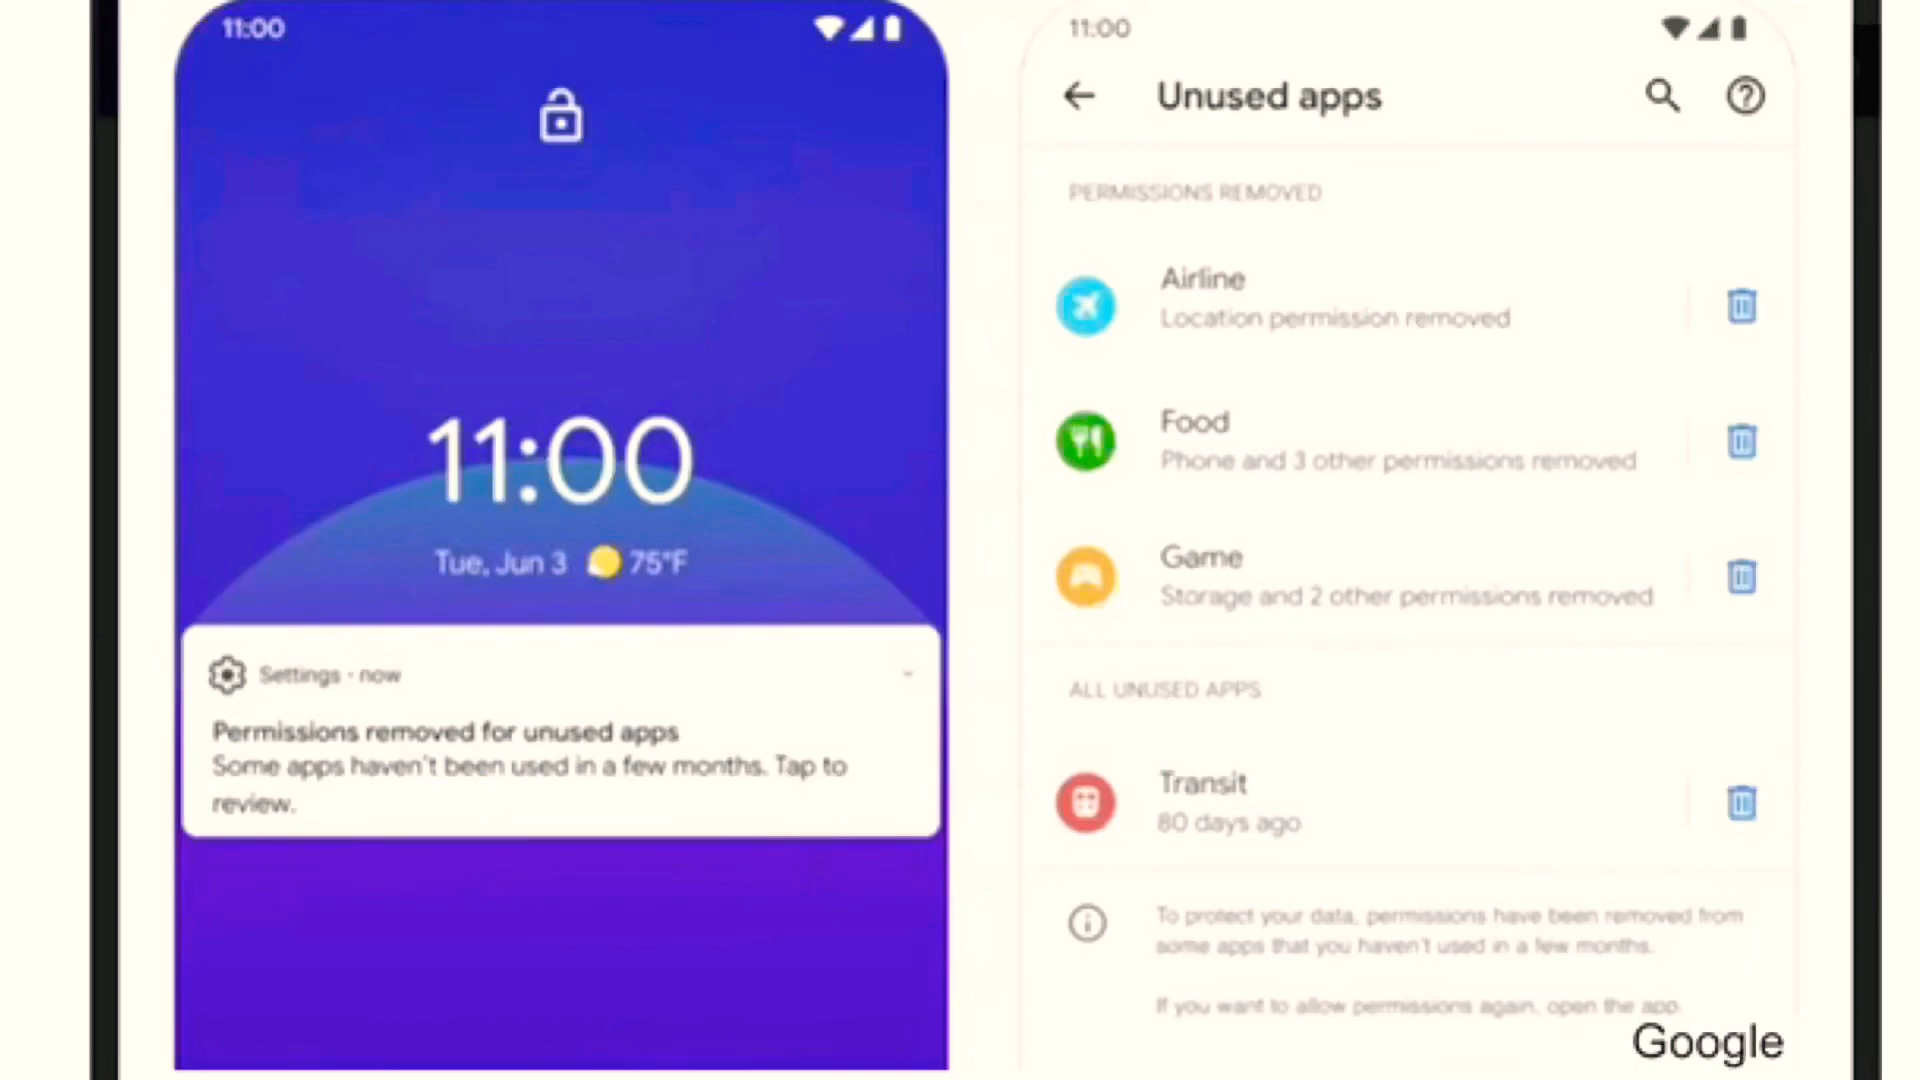 11:00
11:00
Tue, Jun 3 75°F
Settings · now
Permissions removed for unused apps
Some apps haven't been used in a few months. Tap to
review.
11:00
Unused apps
PERMISSIONS REMOVED
Airline
Location permission removed
Food
Phone and 3 other permissions removed
Game
Storage and 2 other permissions removed
ALL UNUSED APPS
Transit
80 days ago
To protect your data, permissions have been removed from
some apps that you haven't used in a few months.
If you want to allow permissions again, open the app
Google